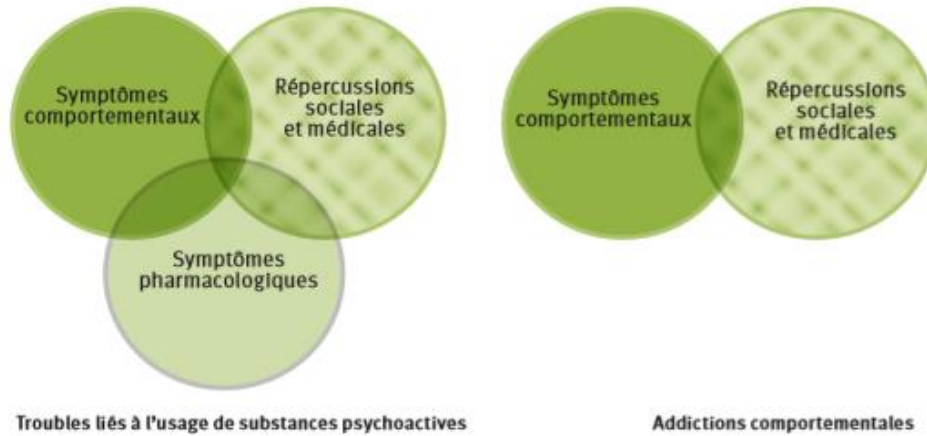 Symptômes
comportementaux
Répercussions
sociales
et médicales
Symptômes
pharmacologiques
Troubles liés à l'usage de substances psychoactives
Symptômes
comportementaux
Répercussions
sociales
et médicales
Addictions comportementales